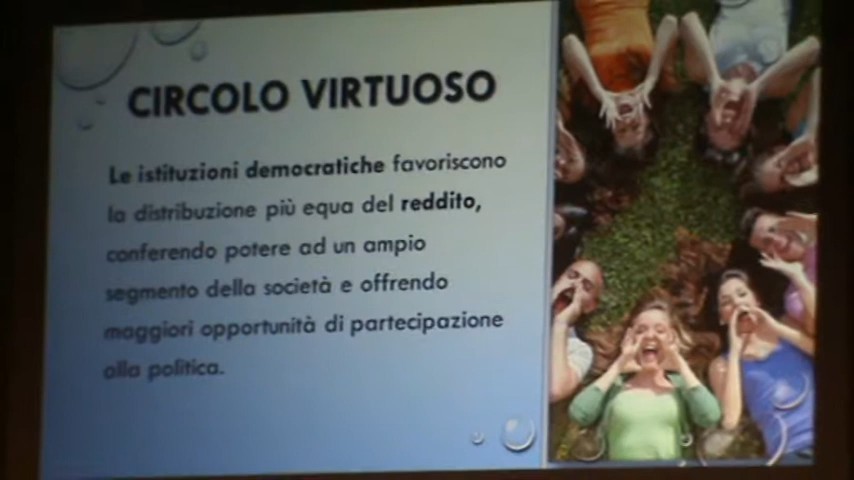 CIRCOLO VIRTUOSO
Le istituzioni democratiche favoriscono
la distribuzione più equa del reddito,
conferendo potere ad un ampio
segmento della società e offrendo
maggiori opportunità di partecipazione
alla politica.